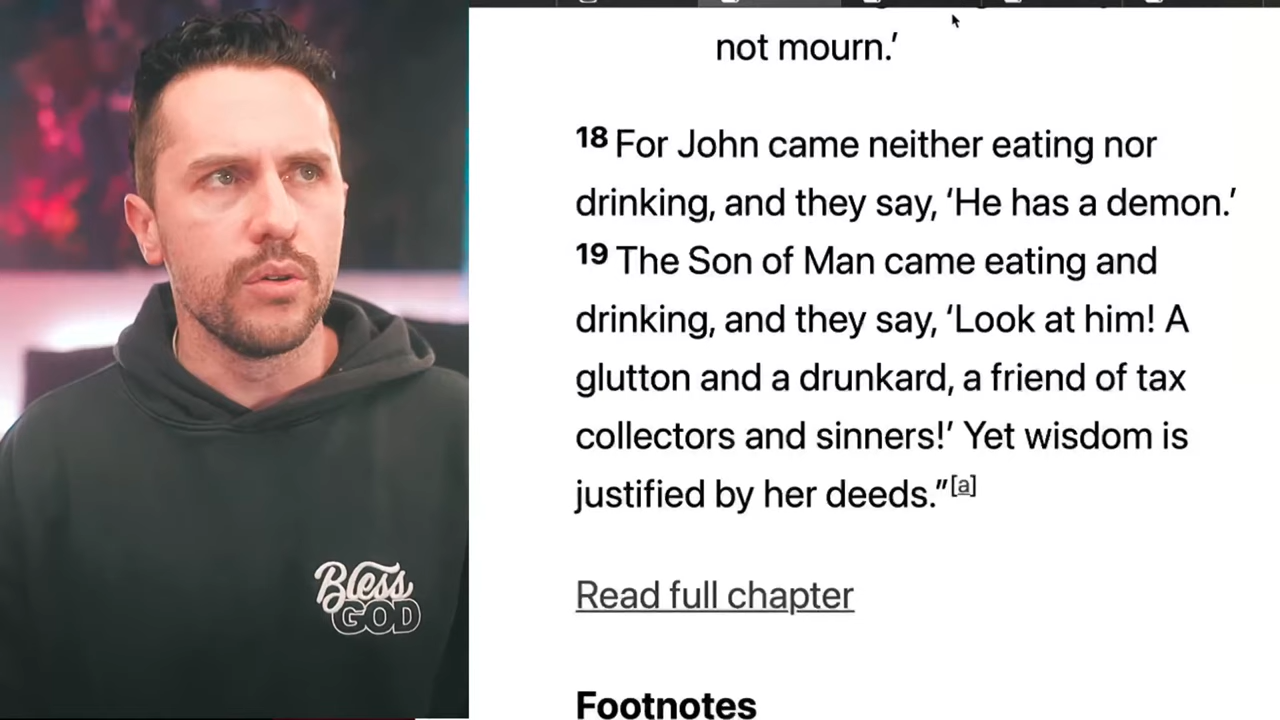 not mourn.’
18 For John came neither eating nor
drinking, and they say, ‘He has a demon.’
19 The Son of Man came eating and
drinking, and they say, ‘Look at him! A
glutton and a drunkard, a friend of tax
collectors and sinners!’ Yet wisdom is
justified by her deeds.”[a]
Read full chapter
Footnotes
Bless
GOD